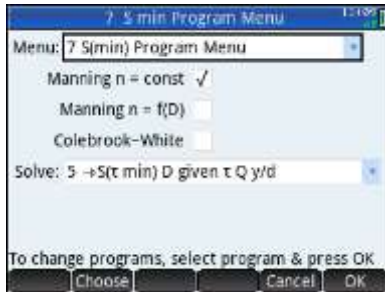 7 S min Program Menu
Menu: 7 S(min) Program Menu
Manning n = const ✓
Manning n = f(D)
Colebrook-White
Solve: 5 →S(τ min) D given τ Q y/d
To change programs, select program & press OK
Choose Cancel OK